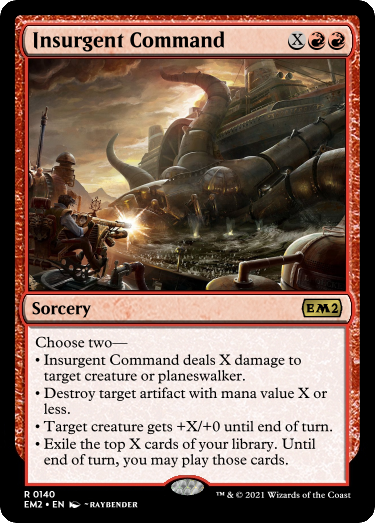 Insurgent Command X
Sorcery EM2
Choose two—
• Insurgent Command deals X damage to
target creature or planeswalker.
• Destroy target artifact with mana value X or
less.
• Target creature gets +X/+0 until end of turn.
• Exile the top X cards of your library. Until
end of turn, you may play those cards.
R 0140 ™ & © 2021 Wizards of the Coast
EM2 • EN ~RAYBENDER